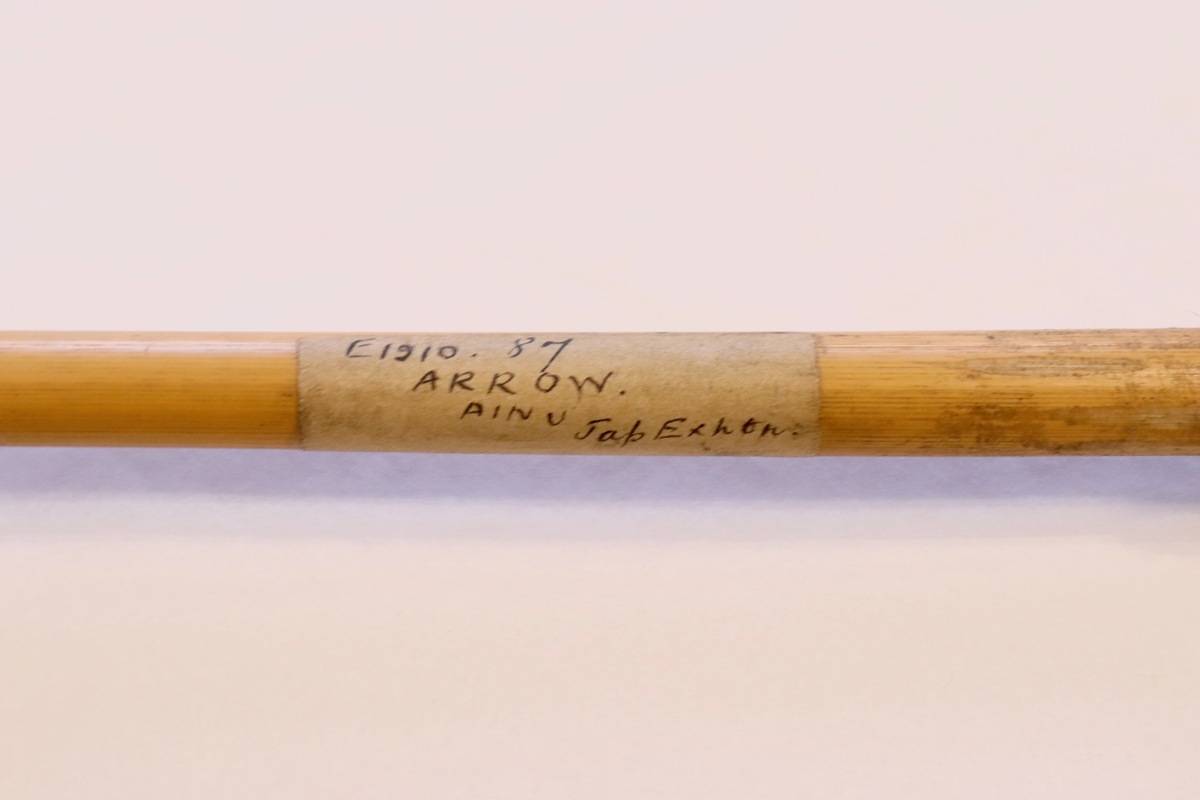 E1910. 87
ARROW.
AINU
Jap Exhtn.